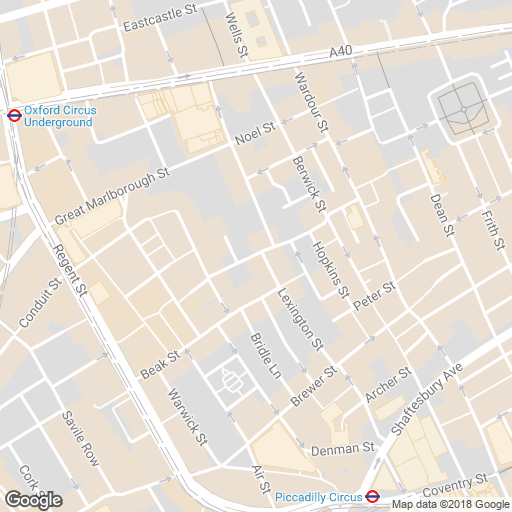 Eastcastle St
Wells St
A40
Oxford Circus
Underground
Wardour St
Noel St
Great Marlborough St
Berwick St
Dean St
Frith St
Regent St
Conduit St
Hopkins St
Peter St
Lexington St
Bridle Ln
Beak St
Brewer St
Archer St
Shaftesbury Ave
Warwick St
Savile Row
Denman St
Cork St
Air St
Coventry St
Piccadilly Circus
Google
Map data ©2018 Google
Google